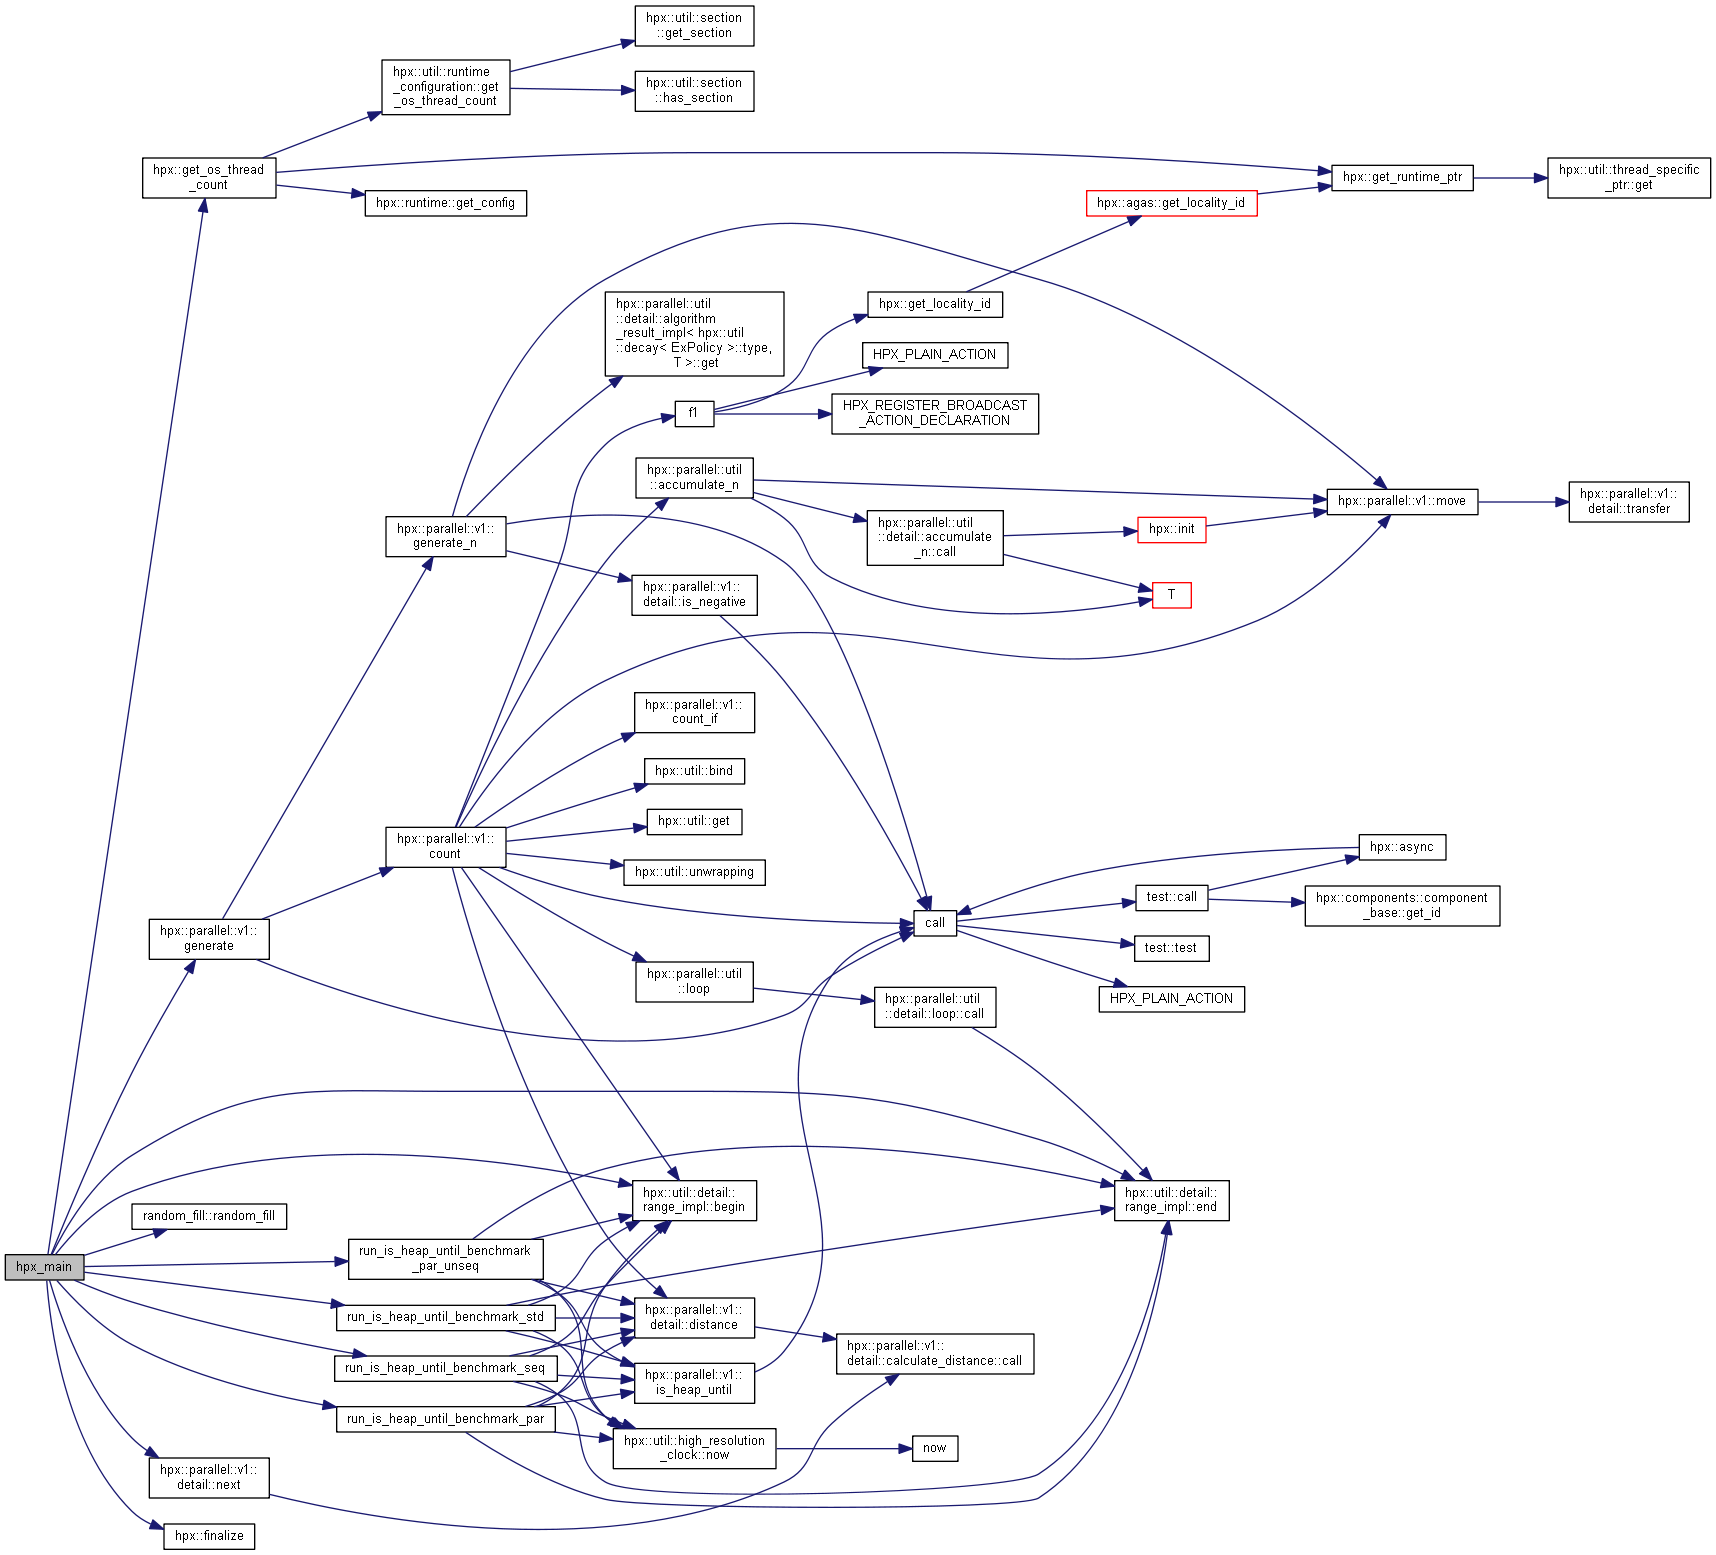 hpx::util::section
::get_section
hpx::util::runtime
_configuration::get
_os_thread_count
hpx::util::section
::has_section
hpx::get_os_thread
_count
hpx::runtime::get_config
hpx::get_runtime_ptr
hpx::util::thread_specific
_ptr::get
hpx::agas::get_locality_id
hpx::get_locality_id
hpx::parallel::util
::detail::algorithm
_result_impl< hpx::util
::decay< ExPolicy >::type,
T >::get
HPX_PLAIN_ACTION
f1
HPX_REGISTER_BROADCAST
_ACTION_DECLARATION
hpx::parallel::util
::accumulate_n
hpx::parallel::v1::move
hpx::parallel::v1::
detail::transfer
hpx::parallel::v1::
generate_n
hpx::parallel::util
::detail::accumulate
_n::call
hpx::init
hpx::parallel::v1::
detail::is_negative
T
hpx::parallel::v1::
count_if
hpx::util::bind
hpx::util::get
hpx::parallel::v1::
count
hpx::util::unwrapping
hpx::async
test::call
hpx::components::component
_base::get_id
hpx::parallel::v1::
generate
call
test::test
hpx::parallel::util
::loop
HPX_PLAIN_ACTION
hpx::parallel::util
::detail::loop::call
hpx::util::detail::
range_impl::begin
hpx::util::detail::
range_impl::end
random_fill::random_fill
run_is_heap_until_benchmark
_par_unseq
hpx_main
run_is_heap_until_benchmark_std
hpx::parallel::v1::
detail::distance
hpx::parallel::v1::
detail::calculate_distance::call
run_is_heap_until_benchmark_seq
hpx::parallel::v1::
is_heap_until
run_is_heap_until_benchmark_par
hpx::util::high_resolution
_clock::now
now
hpx::parallel::v1::
detail::next
hpx::finalize